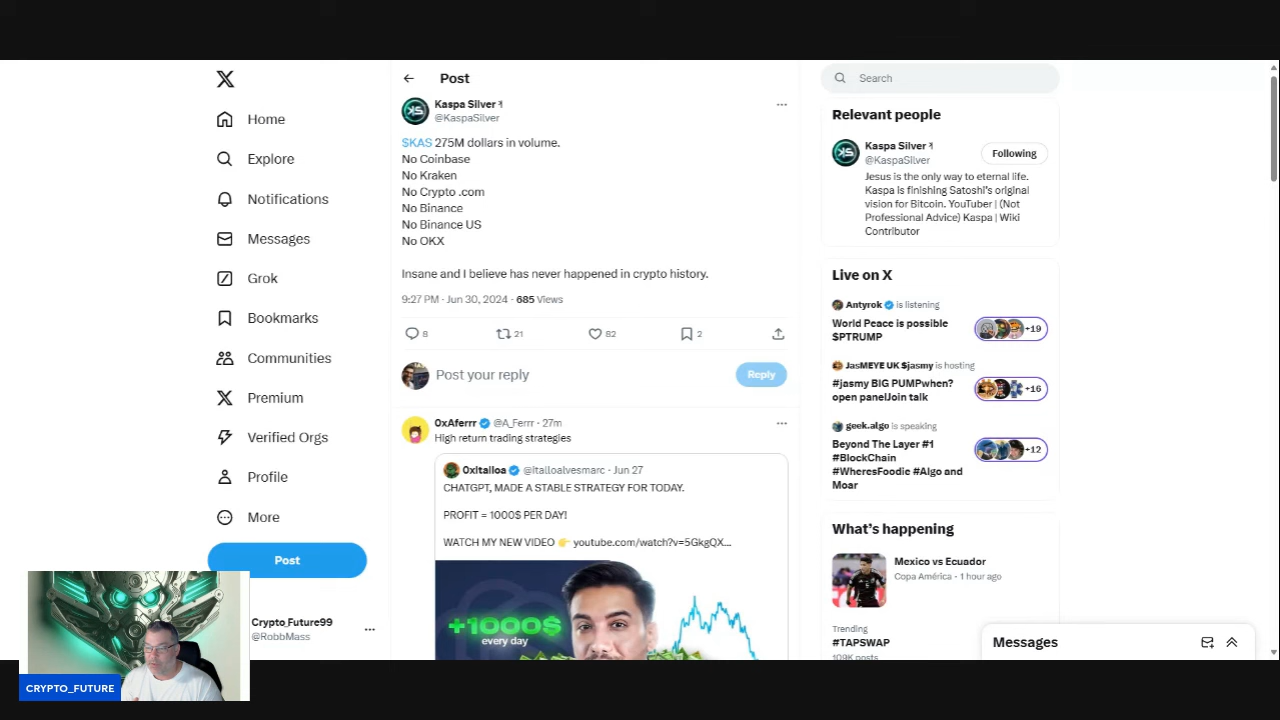 Home
Explore
Notifications
Messages
Grok
Bookmarks
Communities
Premium
Verified Orgs
Profile
More
Post
Crypto_Future99
@RobbMass
CRYPTO_FUTURE
Post
Kaspa Silver
@KaspaSilver
$KAS 275M dollars in volume.
No Coinbase
No Kraken
No Crypto .com
No Binance
No Binance US
No OKX
Insane and I believe has never happened in crypto history.
9:27 PM · Jun 30, 2024 · 685 Views
8 21 82 2
Post your reply
Reply
0xAferrr @A_Ferrr · 27m
High return trading strategies
0xItalloa @italloalvesmarc · Jun 27
CHATGPT, MADE A STABLE STRATEGY FOR TODAY.
PROFIT = 1000$ PER DAY!
WATCH MY NEW VIDEO 👉 youtube.com/watch?v=5GkgQX...
+1000$
every day
Search
Relevant people
Kaspa Silver
@KaspaSilver
Following
Jesus is the only way to eternal life.
Kaspa is finishing Satoshi's original
vision for Bitcoin. YouTuber | (Not
Professional Advice) Kaspa | Wiki
Contributor
Live on X
Antyrok is listening
World Peace is possible
$PTRUMP
+19
JasMEYE UK $jasmy is hosting
#jasmy BIG PUMPwhen?
open panelJoin talk
+16
geek.algo is speaking
Beyond The Layer #1
#BlockChain
#WheresFoodie #Algo and
Moar
+12
What's happening
Mexico vs Ecuador
Copa América · 1 hour ago
Trending
#TAPSWAP
109K posts
Messages